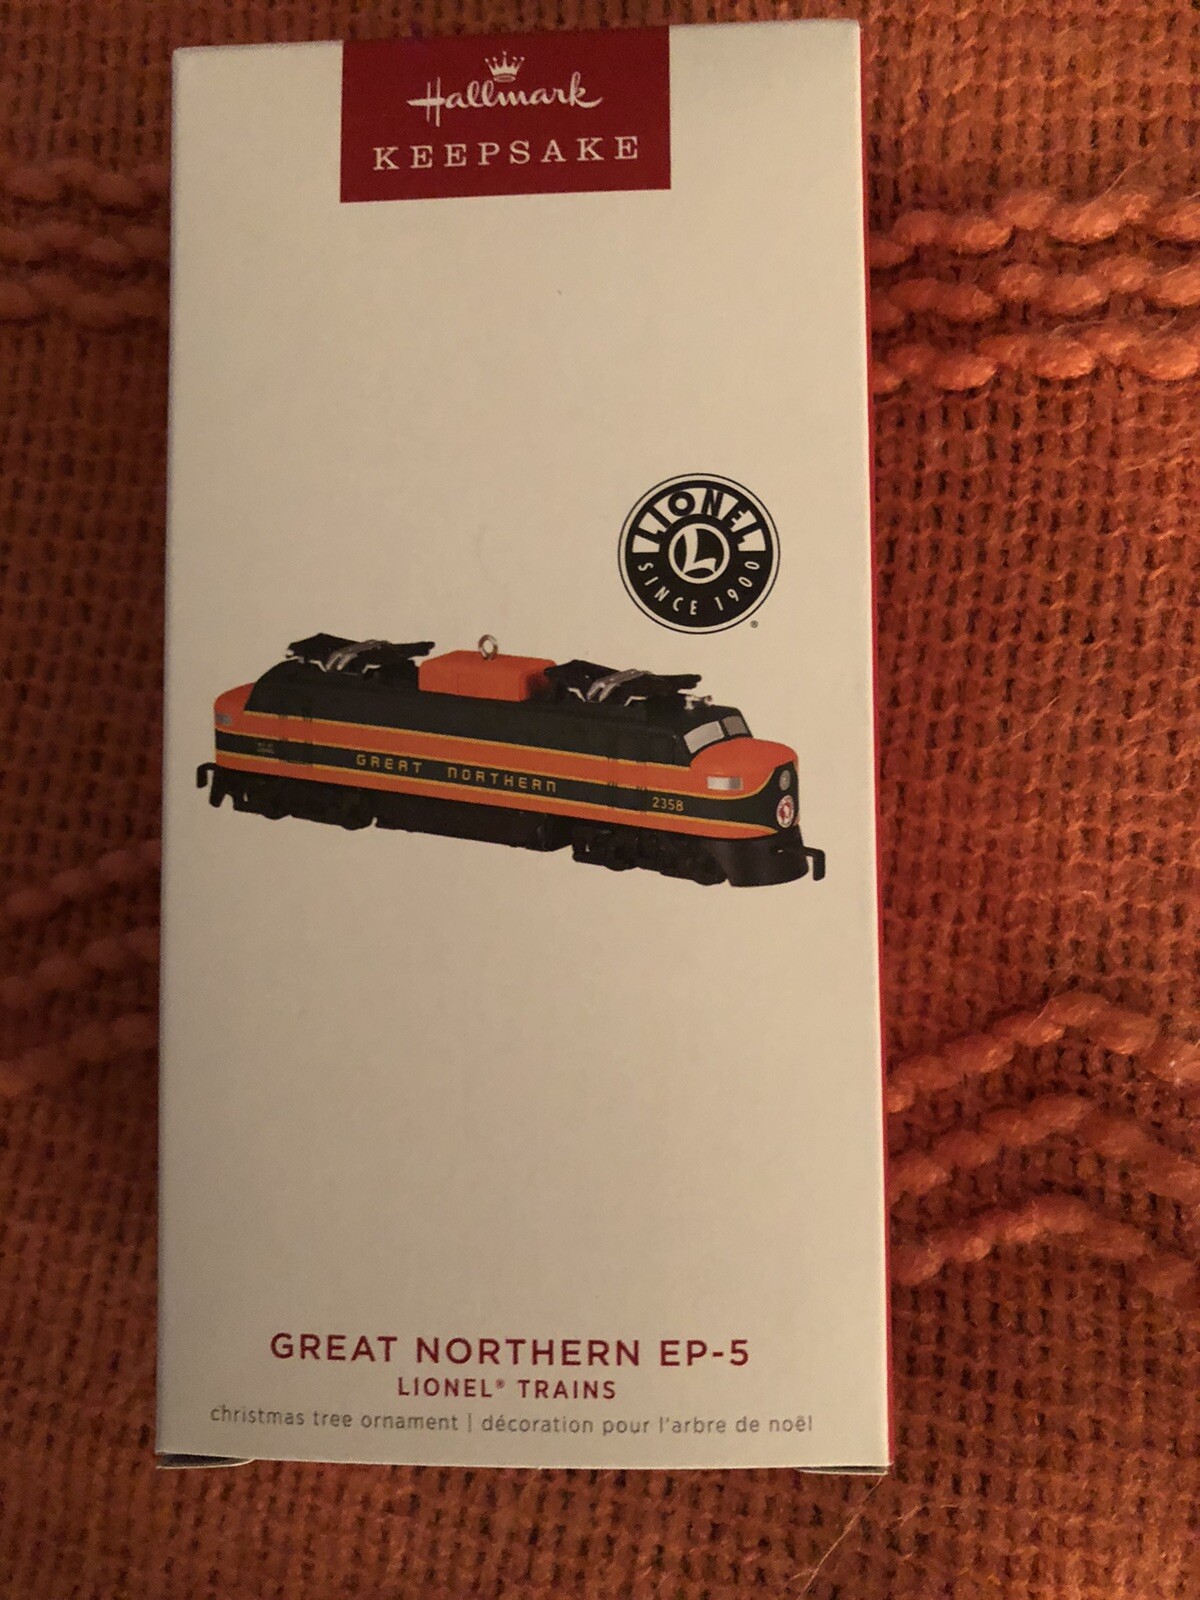 Hallmark
KEEPSAKE
LIONEL
L
SINCE 1900
®
GREAT NORTHERN
2358
GREAT NORTHERN EP-5
LIONEL® TRAINS
christmas tree ornament | décoration pour l'arbre de noël